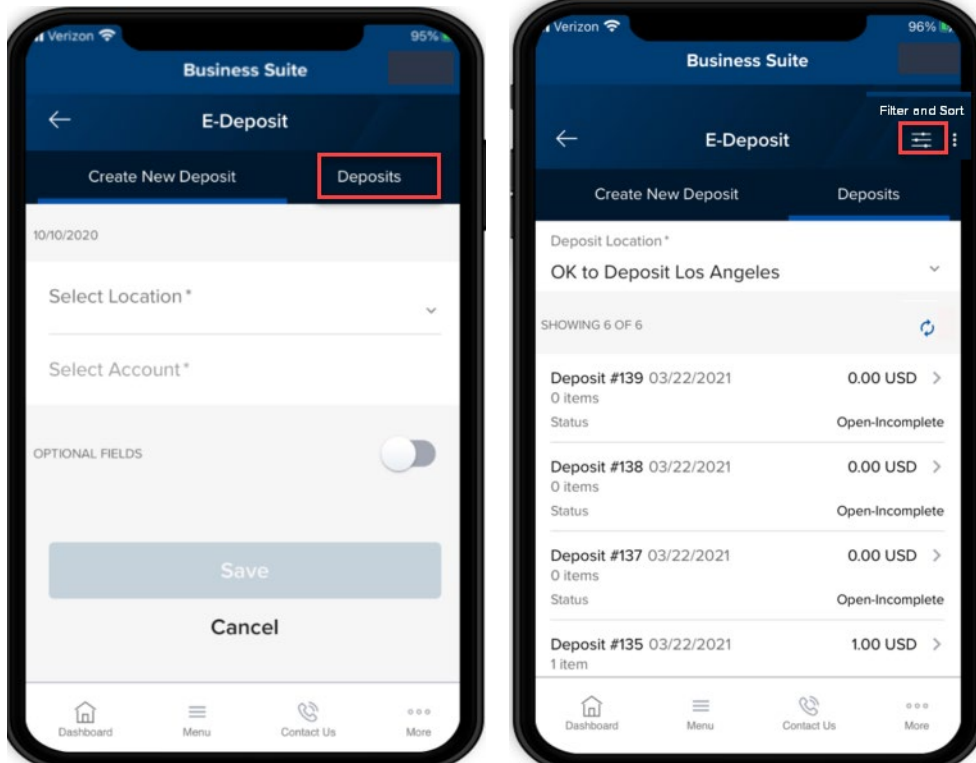 Verizon 95%
Business Suite
E-Deposit
Create New Deposit Deposits
10/10/2020
Select Location*
Select Account*
OPTIONAL FIELDS
Save
Cancel
Dashboard Menu Contact Us More
Verizon 96%
Business Suite
Filter and Sort
E-Deposit
Create New Deposit Deposits
Deposit Location*
OK to Deposit Los Angeles
SHOWING 6 OF 6
Deposit #139 03/22/2021 0.00 USD
0 items
Status Open-Incomplete
Deposit #138 03/22/2021 0.00 USD
0 items
Status Open-Incomplete
Deposit #137 03/22/2021 0.00 USD
0 items
Status Open-Incomplete
Deposit #135 03/22/2021 1.00 USD
1 item
Dashboard Menu Contact Us More